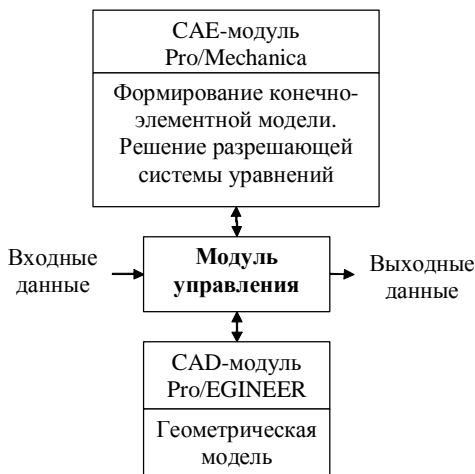 CAE-модуль
Pro/Mechanica
Формирование конечно-
элементной модели.
Решение разрешающей
системы уравнений
Входные
данные
Модуль
управления
Выходные
данные
CAD-модуль
Pro/EGINEER
Геометрическая
модель